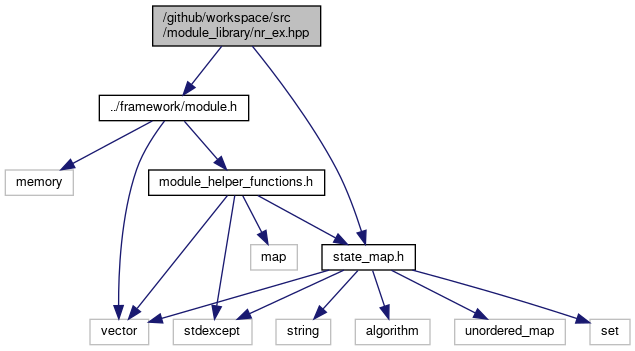 /github/workspace/src
/module_library/nr_ex.hpp
../framework/module.h
memory
module_helper_functions.h
map
state_map.h
vector
stdexcept
string
algorithm
unordered_map
set